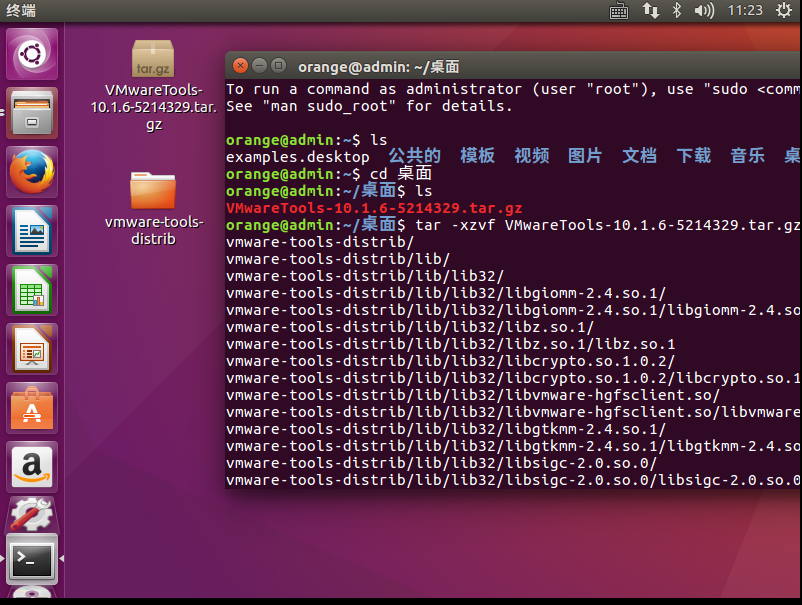 终端
11:23
tar.gz
VMwareTools-
10.1.6-5214329.tar.
gz
vmware-tools-
distrib
orange@admin: ~/桌面
To run a command as administrator (user "root"), use "sudo <comm
See "man sudo_root" for details.
orange@admin:~$ ls
examples.desktop 公共的 模板 视频 图片 文档 下载 音乐 桌
orange@admin:~$ cd 桌面
orange@admin:~/桌面$ ls
VMwareTools-10.1.6-5214329.tar.gz
orange@admin:~/桌面$ tar -xzvf VMwareTools-10.1.6-5214329.tar.gz
vmware-tools-distrib/
vmware-tools-distrib/lib/
vmware-tools-distrib/lib/lib32/
vmware-tools-distrib/lib/lib32/libgiomm-2.4.so.1/
vmware-tools-distrib/lib/lib32/libgiomm-2.4.so.1/libgiomm-2.4.so
vmware-tools-distrib/lib/lib32/libz.so.1/
vmware-tools-distrib/lib/lib32/libz.so.1/libz.so.1
vmware-tools-distrib/lib/lib32/libcrypto.so.1.0.2/
vmware-tools-distrib/lib/lib32/libcrypto.so.1.0.2/libcrypto.so.1
vmware-tools-distrib/lib/lib32/libvmware-hgfsclient.so/
vmware-tools-distrib/lib/lib32/libvmware-hgfsclient.so/libvmware
vmware-tools-distrib/lib/lib32/libgtkmm-2.4.so.1/
vmware-tools-distrib/lib/lib32/libgtkmm-2.4.so.1/libgtkmm-2.4.so
vmware-tools-distrib/lib/lib32/libsigc-2.0.so.0/
vmware-tools-distrib/lib/lib32/libsigc-2.0.so.0/libsigc-2.0.so.0